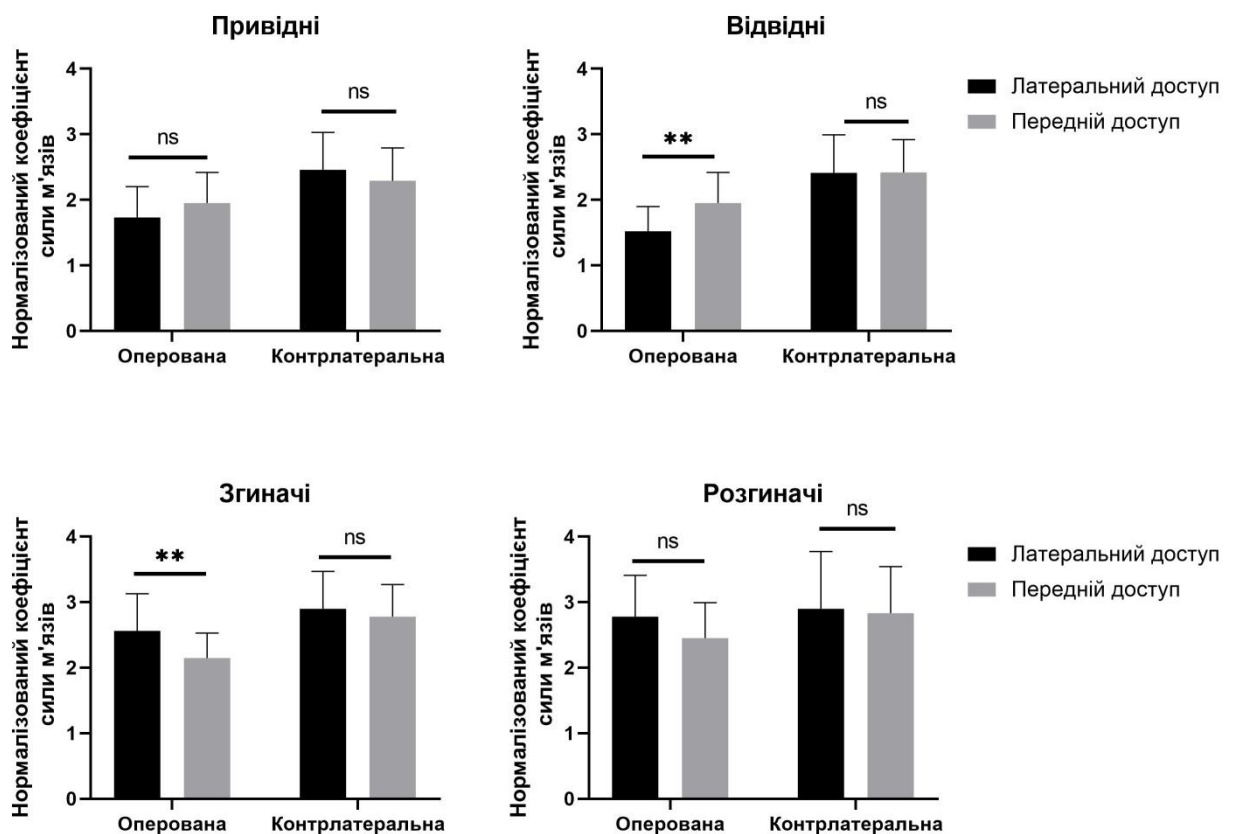 Привідні
Нормалізований коефіцієнт
сили м'язів
4
3
2
1
0
ns
ns
Оперована
Контрлатеральна
Відвідні
Нормалізований коефіцієнт
сили м'язів
4
3
2
1
0
**
ns
Оперована
Контрлатеральна
Латеральний доступ
Передній доступ
Згиначі
Нормалізований коефіцієнт
сили м'язів
4
3
2
1
0
**
ns
Оперована
Контрлатеральна
Розгиначі
Нормалізований коефіцієнт
сили м'язів
4
3
2
1
0
ns
ns
Оперована
Контрлатеральна
Латеральний доступ
Передній доступ